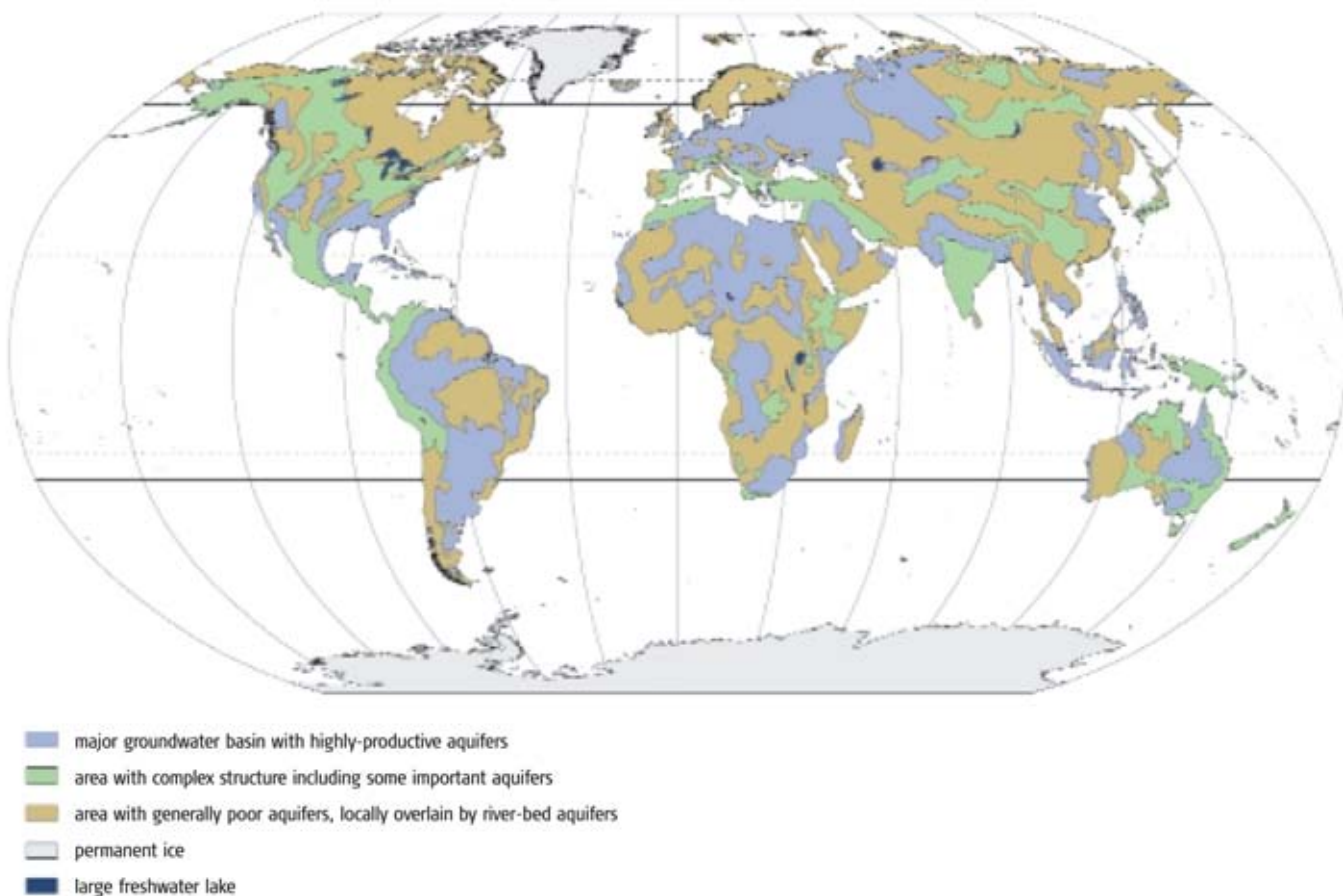 major groundwater basin with highly-productive aquifers
area with complex structure including some important aquifers
area with generally poor aquifers, locally overlain by river-bed aquifers
permanent ice
large freshwater lake